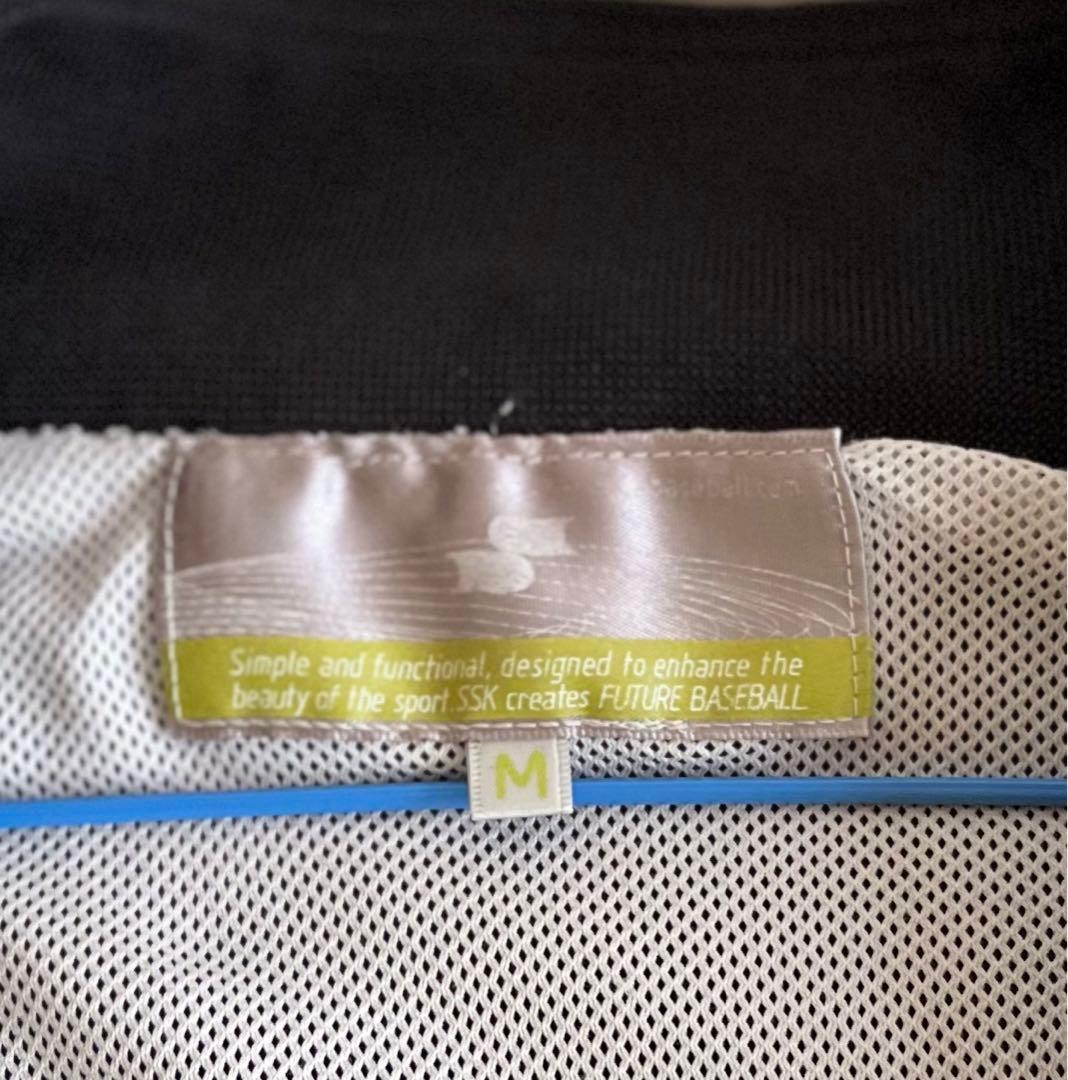 Simple and functional, designed to enhance the
beauty of the sport.SSK creates FUTURE BASEBALL
M